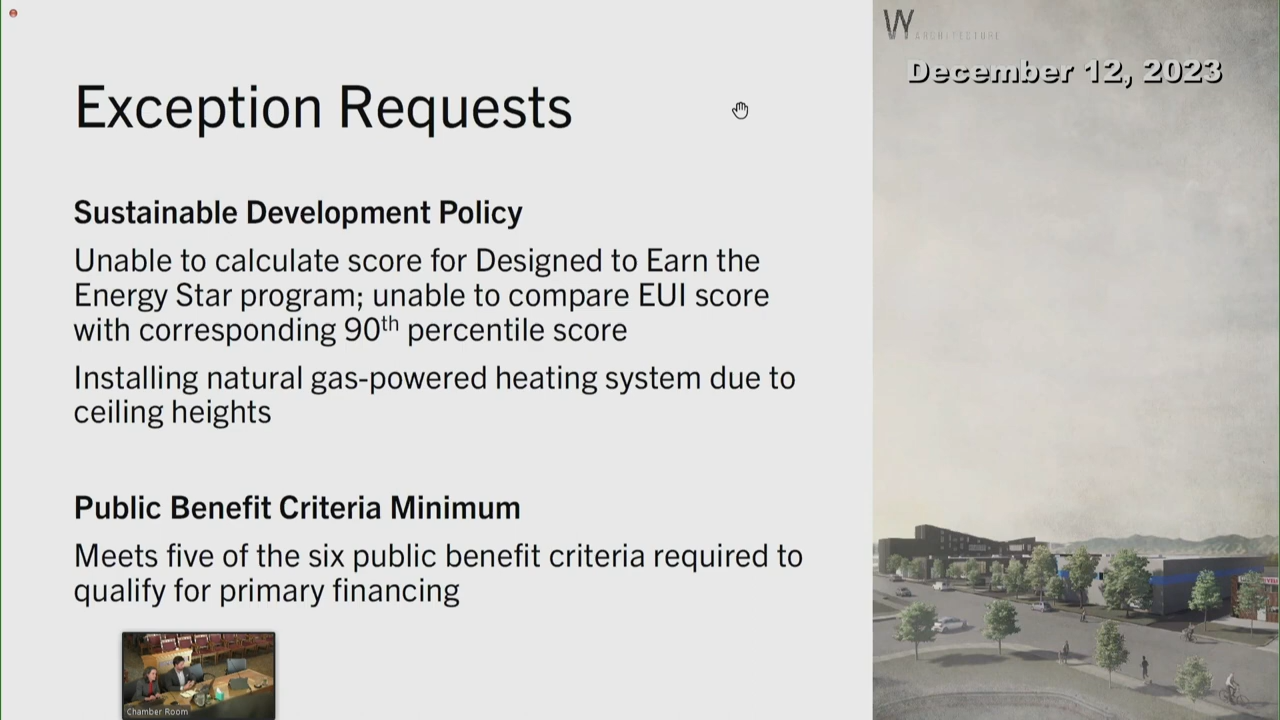 VY ARCHITECTURE
December 12, 2023
Exception Requests
Sustainable Development Policy
Unable to calculate score for Designed to Earn the
Energy Star program; unable to compare EUI score
with corresponding 90th percentile score
Installing natural gas-powered heating system due to
ceiling heights
Public Benefit Criteria Minimum
Meets five of the six public benefit criteria required to
qualify for primary financing
Chamber Room